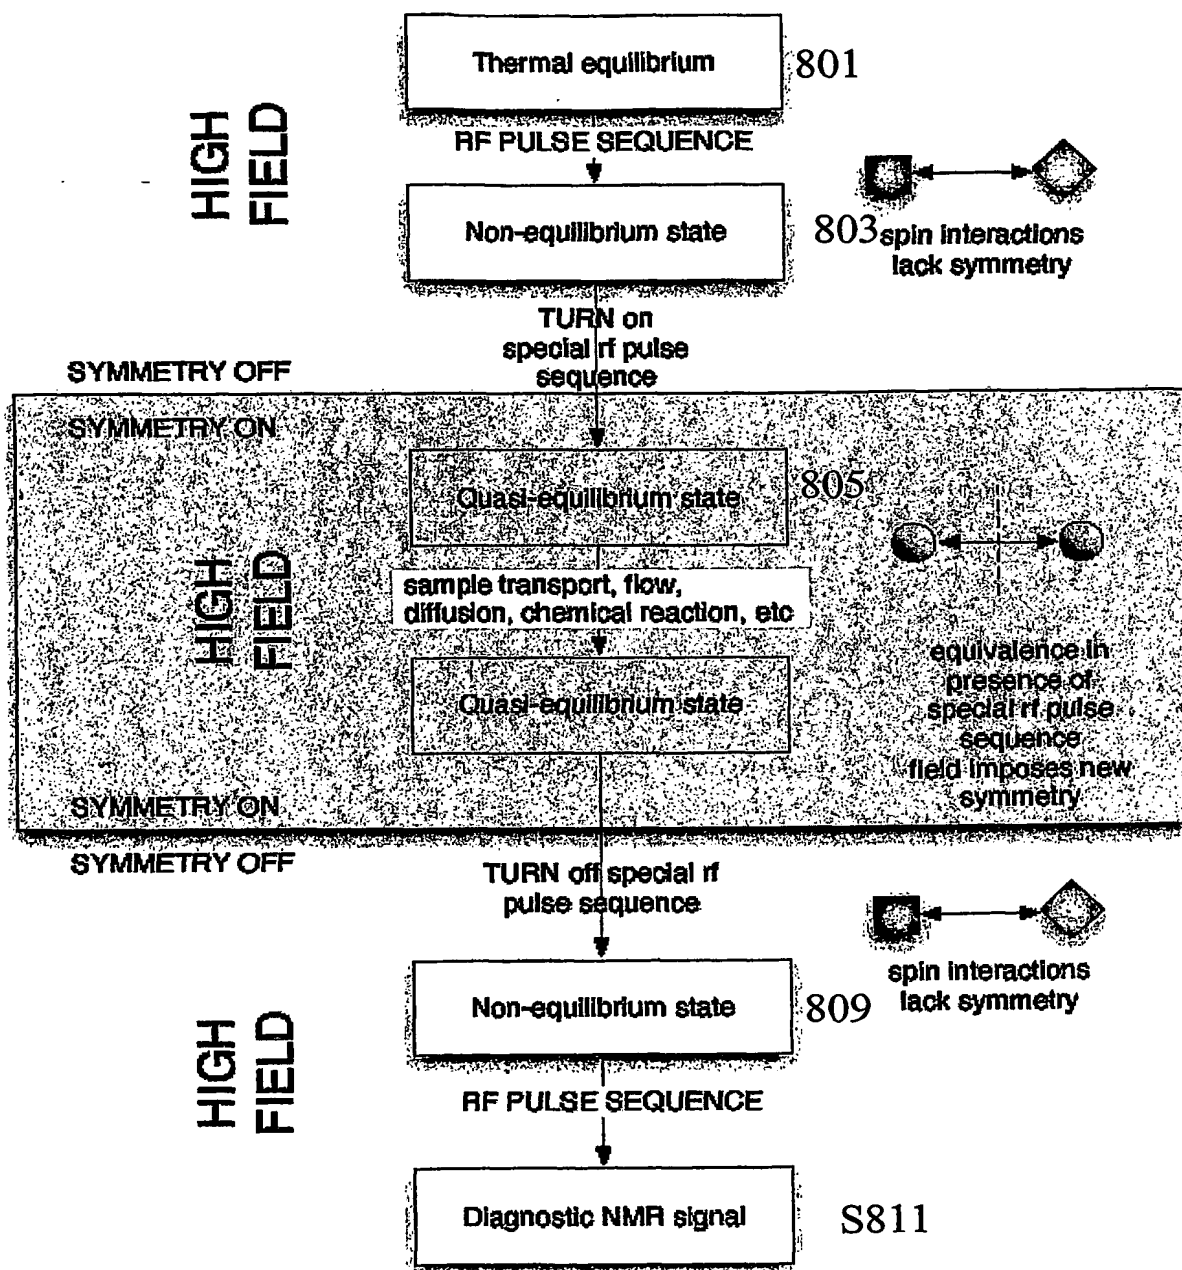 Thermal equilibrium
801
HIGH
FIELD
RF PULSE SEQUENCE
Non-equilibrium state
803
spin interactions
lack symmetry
TURN on
special rf pulse
sequence
SYMMETRY OFF
SYMMETRY ON
Quasi-equilibrium state
805
HIGH
FIELD
sample transport, flow,
diffusion, chemical reaction, etc
Quasi-equilibrium state
equivalence in
presence of
special rf pulse
sequence
field imposes new
symmetry
SYMMETRY ON
SYMMETRY OFF
TURN off special rf
pulse sequence
spin interactions
lack symmetry
Non-equilibrium state
809
HIGH
FIELD
RF PULSE SEQUENCE
Diagnostic NMR signal
S811